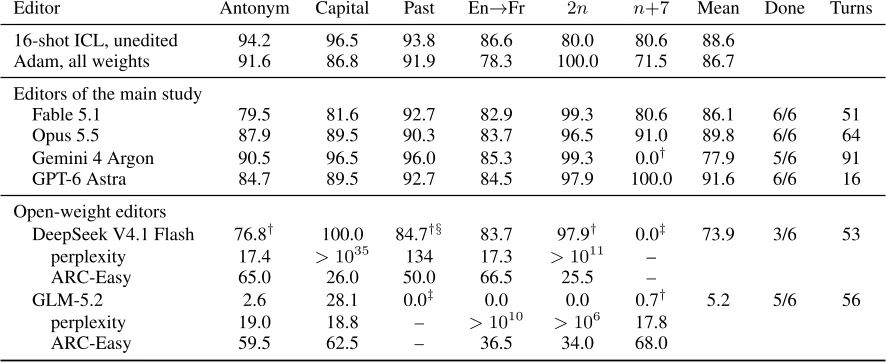 Editor Antonym Capital Past En→Fr 2n n+7 Mean Done Turns
16-shot ICL, unedited 94.2 96.5 93.8 86.6 80.0 80.6 88.6
Adam, all weights 91.6 86.8 91.9 78.3 100.0 71.5 86.7
Editors of the main study
Fable 5.1 79.5 81.6 92.7 82.9 99.3 80.6 86.1 6/6 51
Opus 5.5 87.9 89.5 90.3 83.7 96.5 91.0 89.8 6/6 64
Gemini 4 Argon 90.5 96.5 96.0 85.3 99.3 0.0† 77.9 5/6 91
GPT-6 Astra 84.7 89.5 92.7 84.5 97.9 100.0 91.6 6/6 16
Open-weight editors
DeepSeek V4.1 Flash 76.8† 100.0 84.7†§ 83.7 97.9† 0.0‡ 73.9 3/6 53
perplexity 17.4 > 10³⁵ 134 17.3 > 10¹¹ –
ARC-Easy 65.0 26.0 50.0 66.5 25.5 –
GLM-5.2 2.6 28.1 0.0‡ 0.0 0.0 0.7† 5.2 5/6 56
perplexity 19.0 18.8 – > 10¹⁰ > 10⁶ 17.8
ARC-Easy 59.5 62.5 – 36.5 34.0 68.0